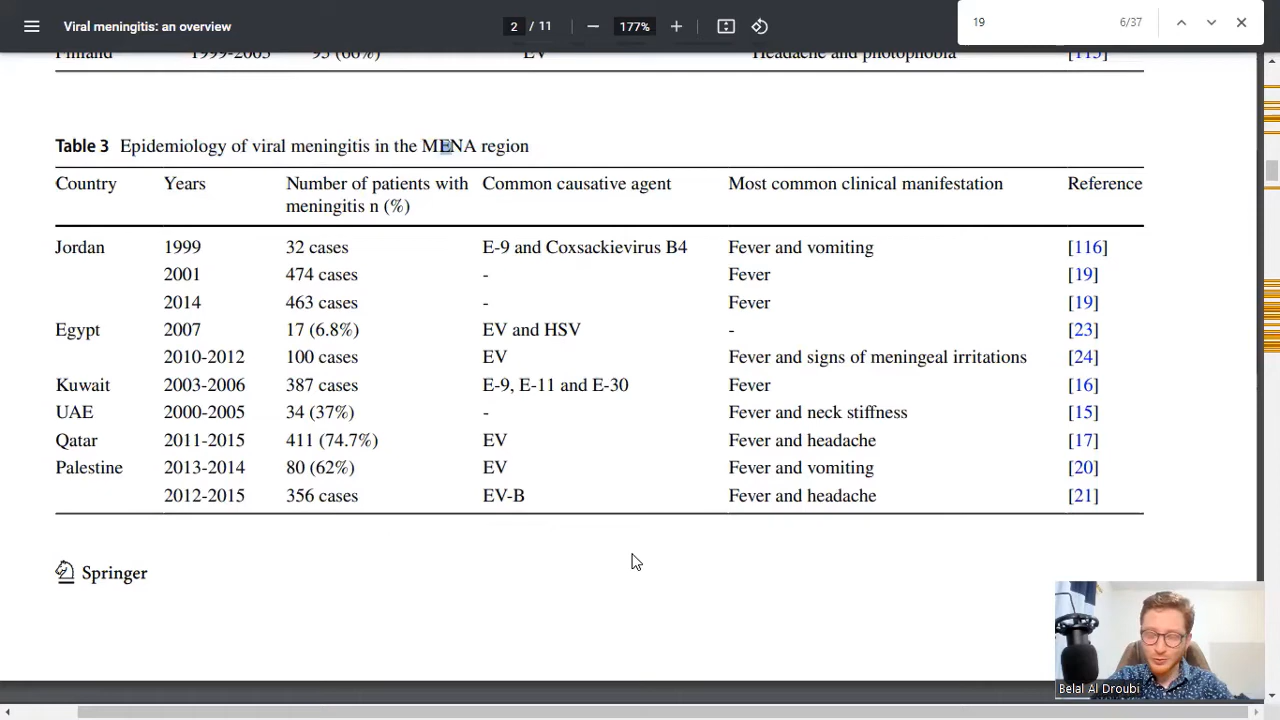 Viral meningitis: an overview
2 / 11
177%
19
6/37
Finland 1999-2003 95 (66%) EV Headache and photophobia [115]
Table 3 Epidemiology of viral meningitis in the MENA region
Country Years Number of patients with meningitis n (%) Common causative agent Most common clinical manifestation Reference
Jordan 1999 32 cases E-9 and Coxsackievirus B4 Fever and vomiting [116]
2001 474 cases - Fever [19]
2014 463 cases - Fever [19]
Egypt 2007 17 (6.8%) EV and HSV - [23]
2010-2012 100 cases EV Fever and signs of meningeal irritations [24]
Kuwait 2003-2006 387 cases E-9, E-11 and E-30 Fever [16]
UAE 2000-2005 34 (37%) - Fever and neck stiffness [15]
Qatar 2011-2015 411 (74.7%) EV Fever and headache [17]
Palestine 2013-2014 80 (62%) EV Fever and vomiting [20]
2012-2015 356 cases EV-B Fever and headache [21]
Springer
Belal Al Droubi